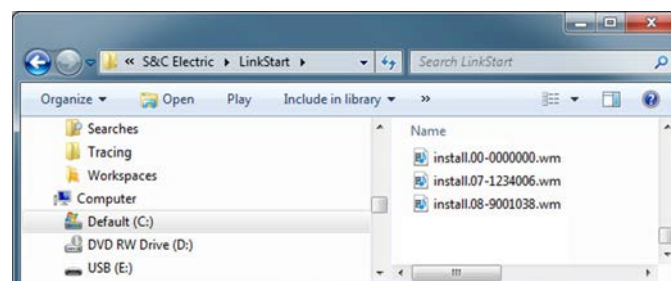 « S&C Electric ▸ LinkStart ▸
Search LinkStart
Organize ▾ Open Play Include in library ▾ »
Searches
Tracing
Workspaces
Computer
Default (C:)
DVD RW Drive (D:)
USB (E:)
Name
install.00-0000000.wm
install.07-1234006.wm
install.08-9001038.wm